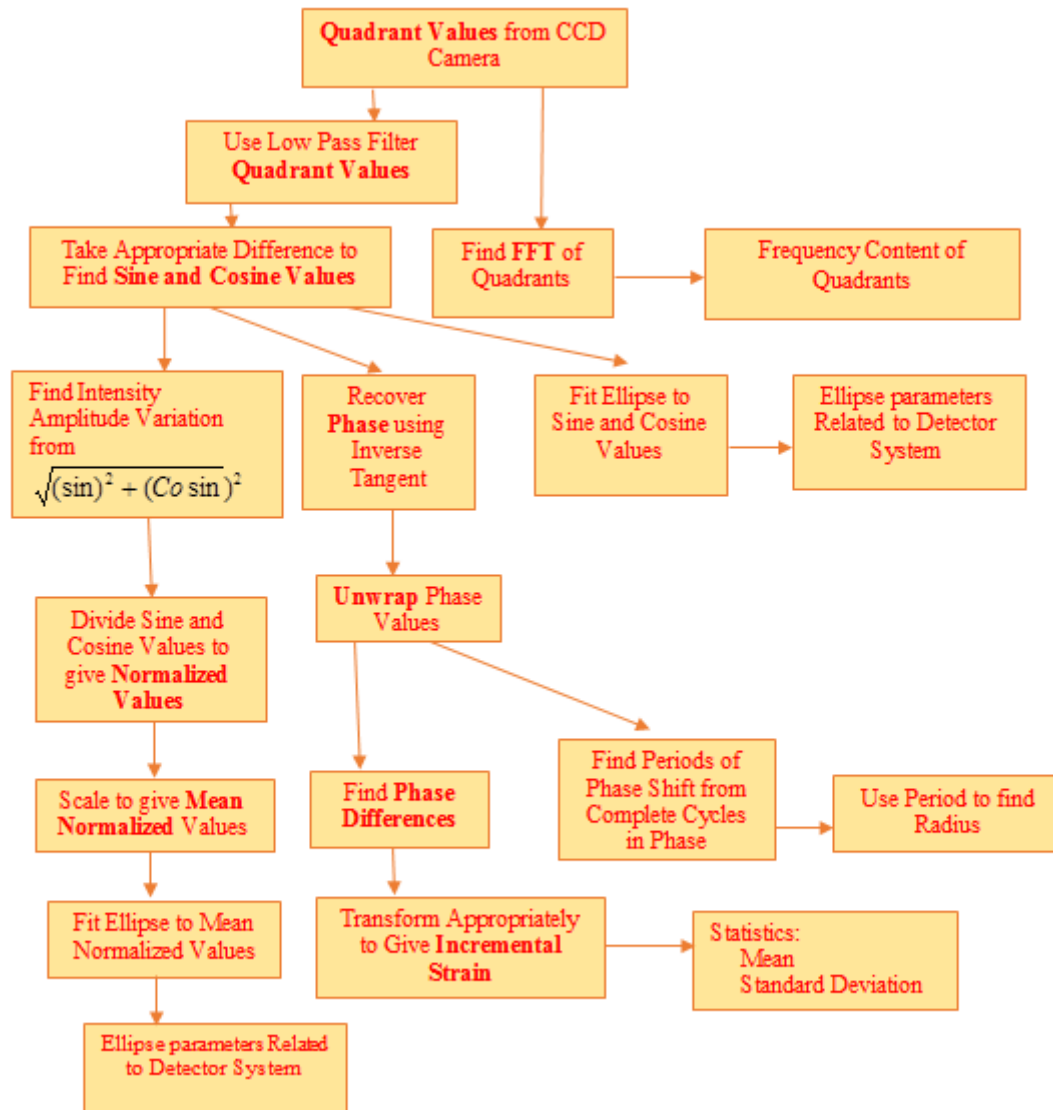 Quadrant Values from CCD
Camera
Use Low Pass Filter
Quadrant Values
Take Appropriate Difference to
Find Sine and Cosine Values
Find FFT of
Quadrants
Frequency Content of
Quadrants
Find Intensity
Amplitude Variation
from
√(sin)² + (Co sin)²
Recover
Phase using
Inverse
Tangent
Fit Ellipse to
Sine and Cosine
Values
Ellipse parameters
Related to Detector
System
Divide Sine and
Cosine Values to
give Normalized
Values
Unwrap Phase
Values
Scale to give Mean
Normalized Values
Find Phase
Differences
Find Periods of
Phase Shift from
Complete Cycles
in Phase
Use Period to find
Radius
Fit Ellipse to Mean
Normalized Values
Transform Appropriately
to Give Incremental
Strain
Statistics:
Mean
Standard Deviation
Ellipse parameters Related
to Detector System